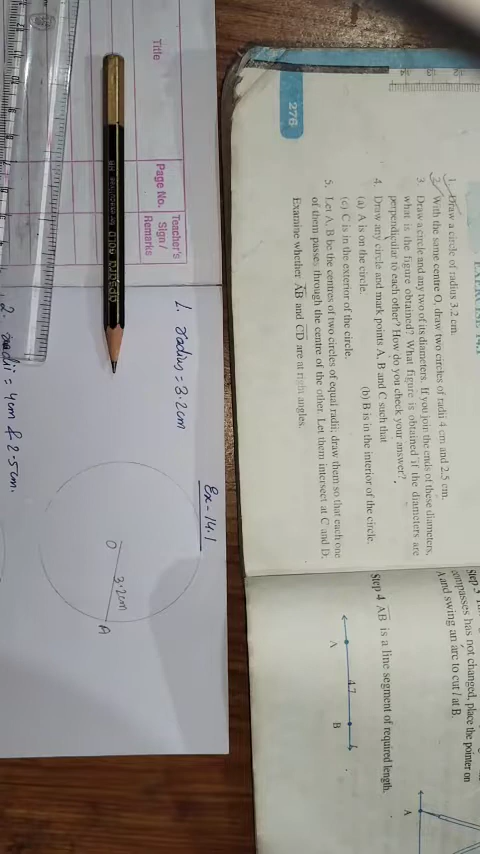 EXERCISE 14.1
1. Draw a circle of radius 3.2 cm.
2. With the same centre O, draw two circles of radii 4 cm and 2.5 cm.
3. Draw a circle and any two of its diameters. If you join the ends of these diameters,
what is the figure obtained? What figure is obtained if the diameters are
perpendicular to each other? How do you check your answer?
4. Draw any circle and mark points A, B and C such that
(a) A is on the circle. (b) B is in the interior of the circle.
(c) C is in the exterior of the circle.
5. Let A, B be the centres of two circles of equal radii; draw them so that each one
of them passes through the centre of the other. Let them intersect at C and D.
Examine whether AB and CD are at right angles.
276
compasses has not changed, place the pointer on
A and swing an arc to cut l at B.
Step 4 AB is a line segment of required length.
4.7
A B
A
Title
Page No.
Teacher's
Sign /
Remarks
Ex-14.1
1. radius = 3.2cm
O 3.2cm A
2. radii = 4cm & 2.5cm.